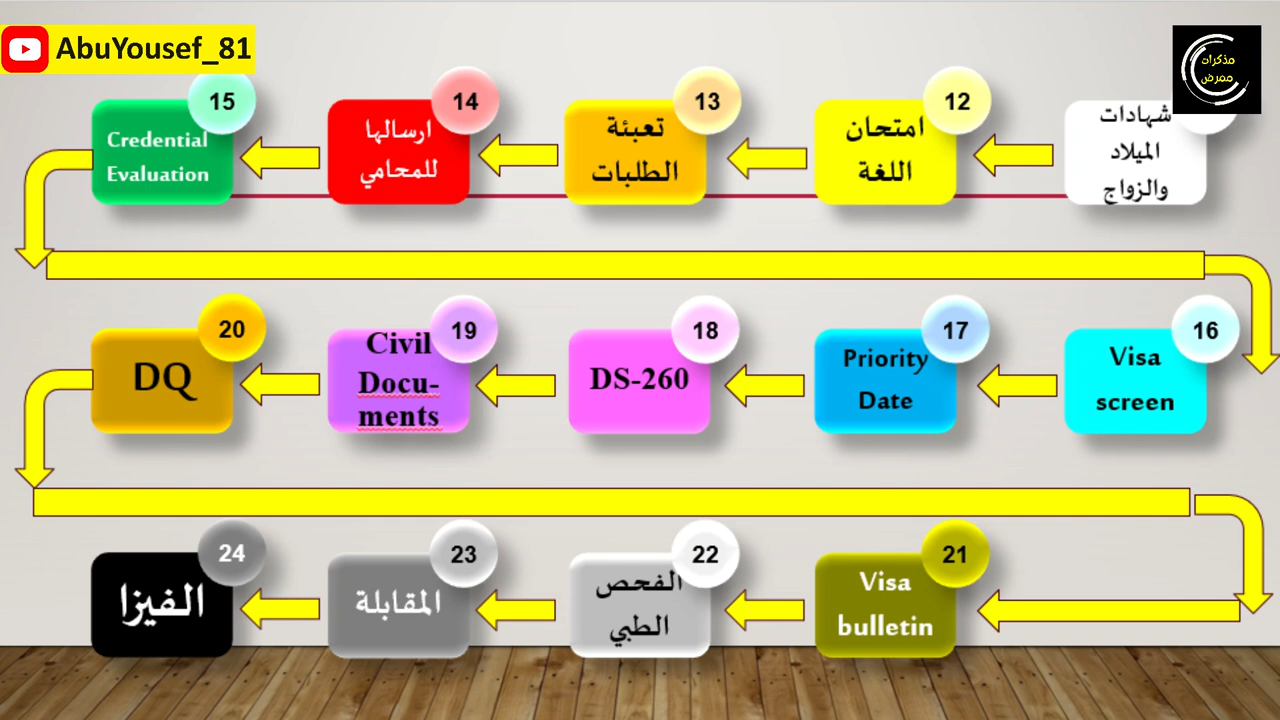 AbuYousef_81
مذكرات
ممرض
شهادات
الميلاد
والزواج
12
امتحان
اللغة
13
تعبئة
الطلبات
14
ارسالها
للمحامي
15
Credential
Evaluation
16
Visa
screen
17
Priority
Date
18
DS-260
19
Civil
Docu-
ments
20
DQ
21
Visa
bulletin
22
الفحص
الطبي
23
المقابلة
24
الفيزا